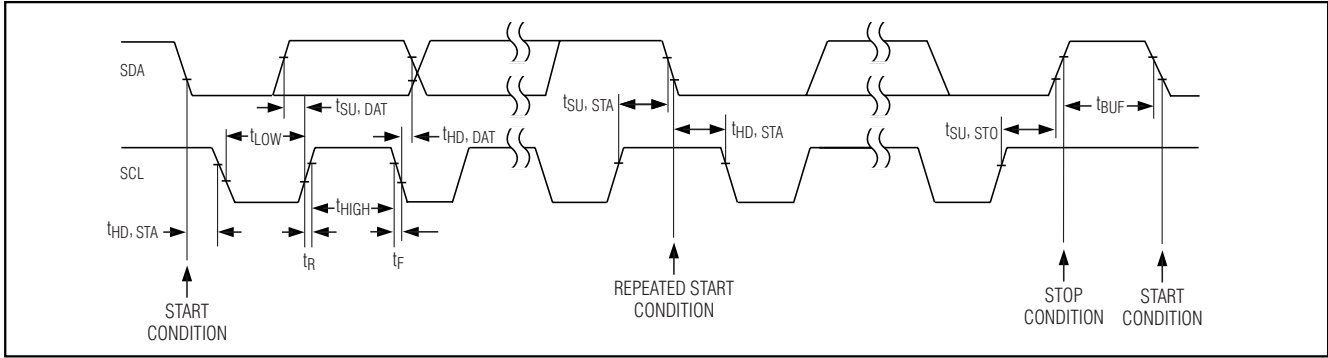 SDA
tSU, DAT
tSU, STA
tBUF
tLOW
tHD, DAT
tHD, STA
tSU, STO
SCL
tHIGH
tHD, STA
tR
tF
START
CONDITION
REPEATED START
CONDITION
STOP
CONDITION
START
CONDITION